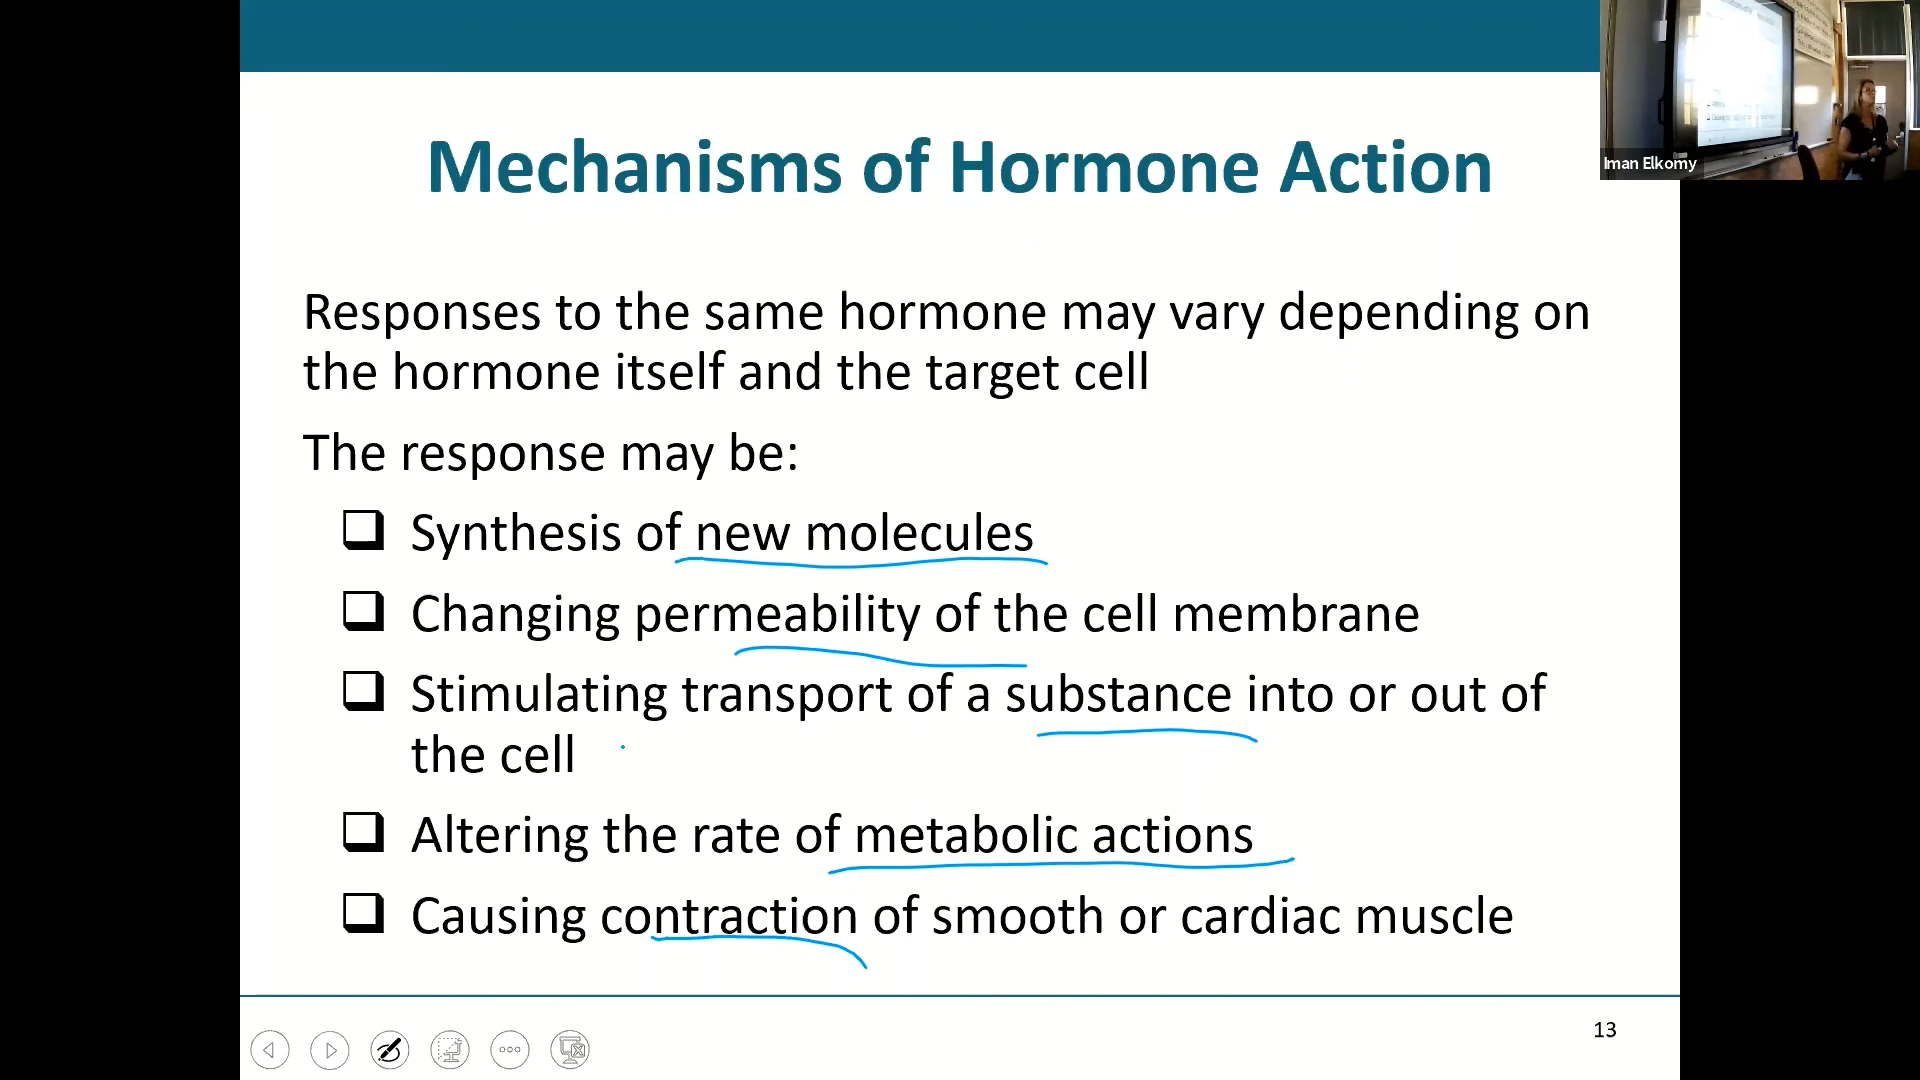 Mechanisms of Hormone Action
Iman Elkomy
Responses to the same hormone may vary depending on
the hormone itself and the target cell
The response may be:
Synthesis of new molecules
Changing permeability of the cell membrane
Stimulating transport of a substance into or out of
the cell
Altering the rate of metabolic actions
Causing contraction of smooth or cardiac muscle
13